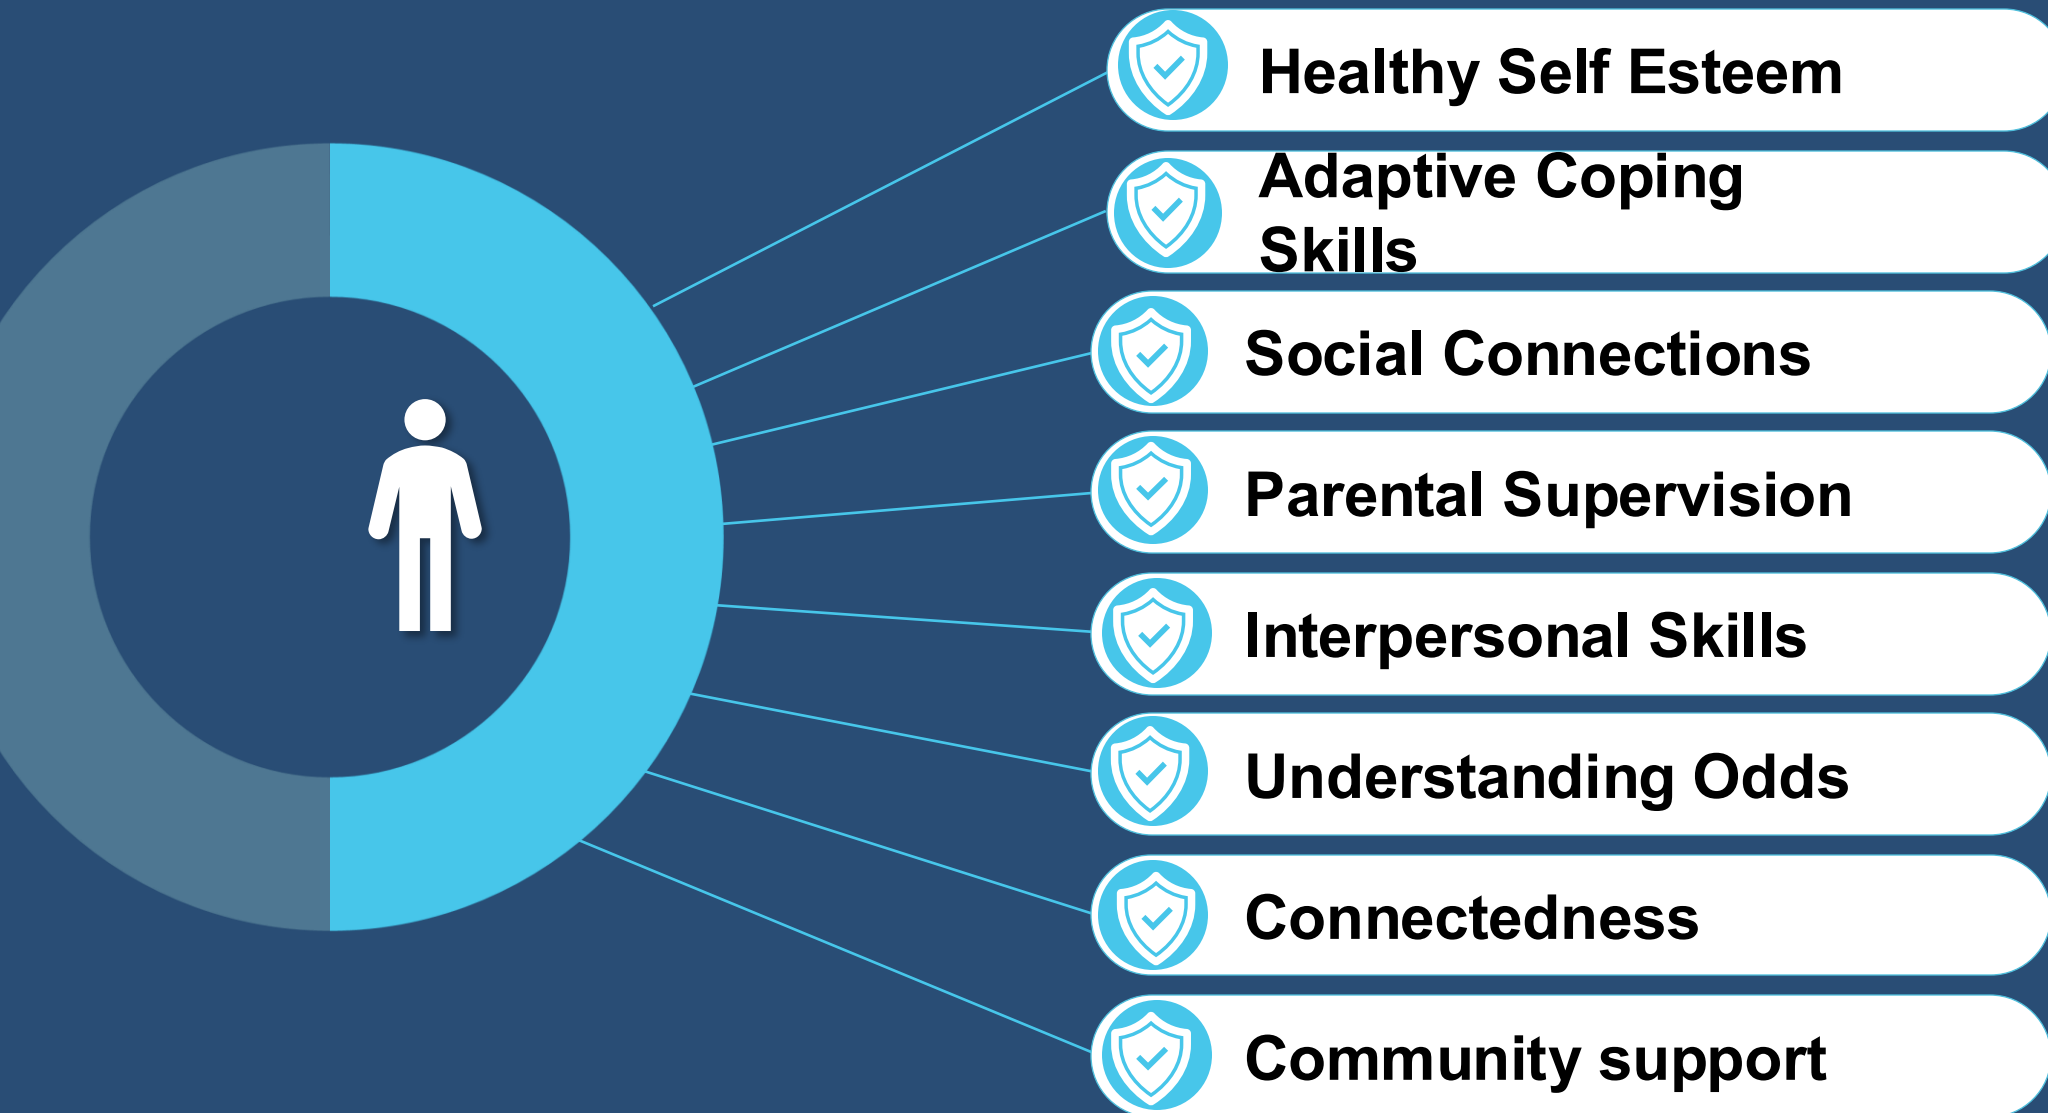 Healthy Self Esteem
Adaptive Coping
Skills
Social Connections
Parental Supervision
Interpersonal Skills
Understanding Odds
Connectedness
Community support